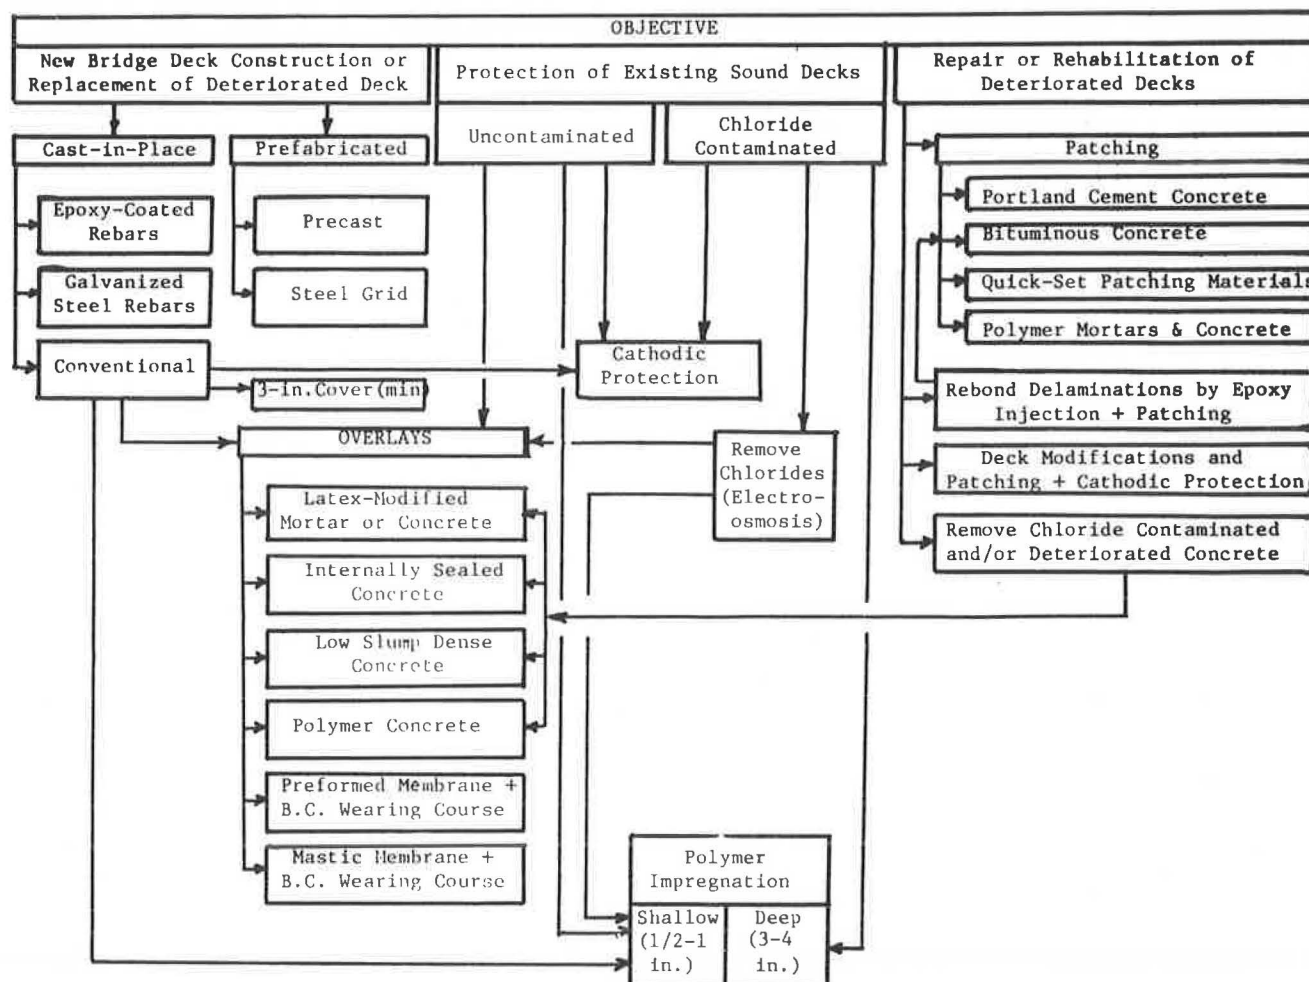 OBJECTIVE
New Bridge Deck Construction or
Replacement of Deteriorated Deck
Protection of Existing Sound Decks
Repair or Rehabilitation of
Deteriorated Decks
Uncontaminated
Chloride
Contaminated
Cast-in-Place
Prefabricated
Patching
Epoxy-Coated
Rebars
Galvanized
Steel Rebars
Conventional
Precast
Steel Grid
3-in.Cover(min)
Cathodic
Protection
Portland Cement Concrete
Bituminous Concrete
Quick-Set Patching Materials
Polymer Mortars & Concrete
Rebond Delaminations by Epoxy
Injection + Patching
Deck Modifications and
Patching + Cathodic Protection
Remove Chloride Contaminated
and/or Deteriorated Concrete
OVERLAYS
Latex-Modified
Mortar or Concrete
Internally Sealed
Concrete
Low Slump Dense
Concrete
Polymer Concrete
Preformed Membrane +
B.C. Wearing Course
Mastic Membrane +
B.C. Wearing Course
Remove
Chlorides
(Electro-
osmosis)
Polymer
Impregnation
Shallow
(1/2-1
in.)
Deep
(3-4
in.)